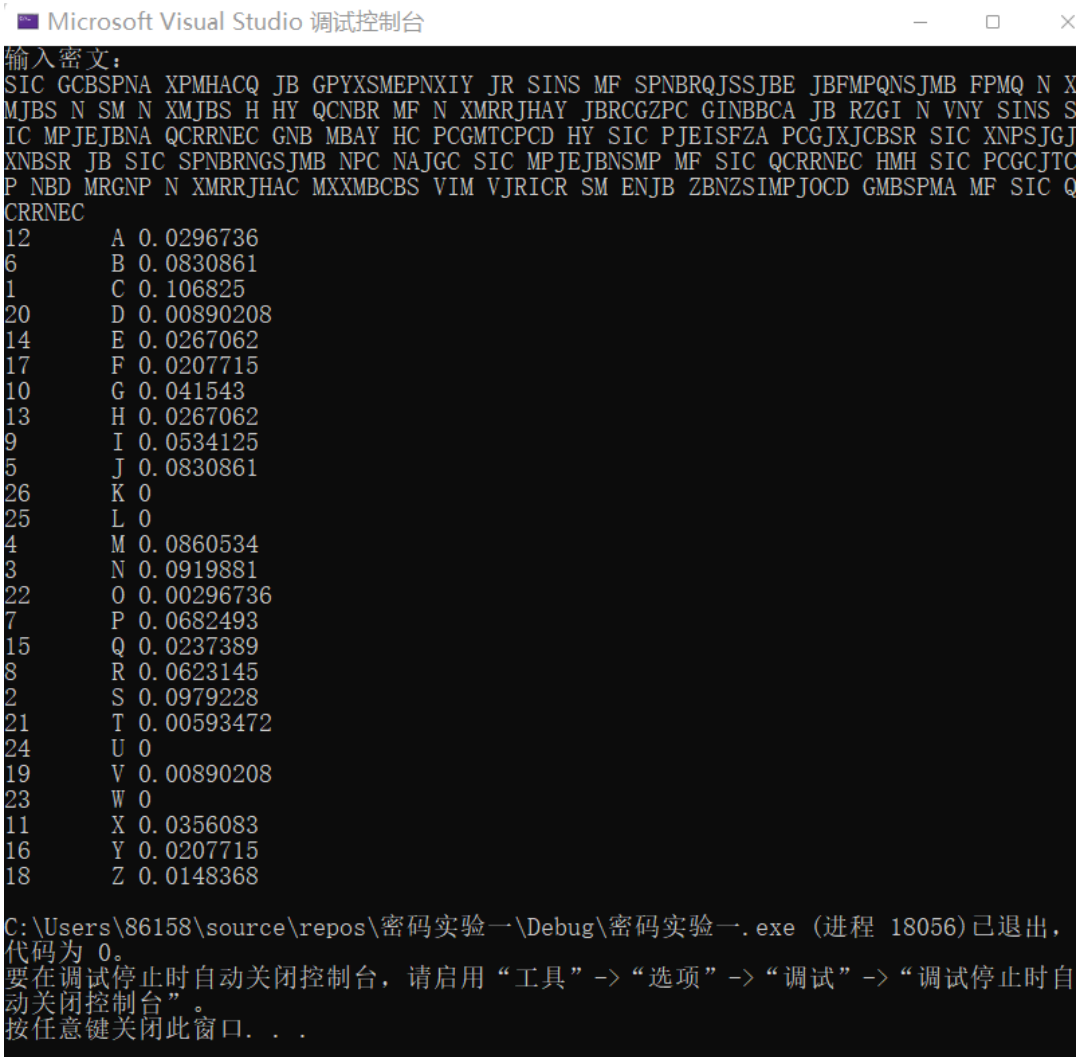 Microsoft Visual Studio 调试控制台
输入密文:
SIC GCBSPNA XPMHACQ JB GPYXSMEPNXIY JR SINS MF SPNBRQJSSJBE JBFMPQNSJMB FPMQ N X
MJBS N SM N XMJBS H HY QCNBR MF N XMRRJHAY JBRCGZPC GINBBCA JB RZGI N VNY SINS S
IC MPJEJBNA QCRRNEC GNB MBAY HC PCGMTCPCD HY SIC PJEISFZA PCGJXJCBSR SIC XNPSJGJ
XNBSR JB SIC SPNBRNGSJMB NPC NAJGC SIC MPJEJBNSMP MF SIC QCRRNEC HMH SIC PCGCJTC
P NBD MRGNP N XMRRJHAC MXXMBCBS VIM VJRICR SM ENJB ZBNZSIMPJOCD GMBSPMA MF SIC Q
CRRNEC
12 A 0.0296736
6 B 0.0830861
1 C 0.106825
20 D 0.00890208
14 E 0.0267062
17 F 0.0207715
10 G 0.041543
13 H 0.0267062
9 I 0.0534125
5 J 0.0830861
26 K 0
25 L 0
4 M 0.0860534
3 N 0.0919881
22 O 0.00296736
7 P 0.0682493
15 Q 0.0237389
8 R 0.0623145
2 S 0.0979228
21 T 0.00593472
24 U 0
19 V 0.00890208
23 W 0
11 X 0.0356083
16 Y 0.0207715
18 Z 0.0148368
C:\Users\86158\source\repos\密码实验一\Debug\密码实验一.exe (进程 18056)已退出,
代码为 0。
要在调试停止时自动关闭控制台，请启用“工具”->“选项”->“调试”->“调试停止时自
动关闭控制台”。
按任意键关闭此窗口. . .